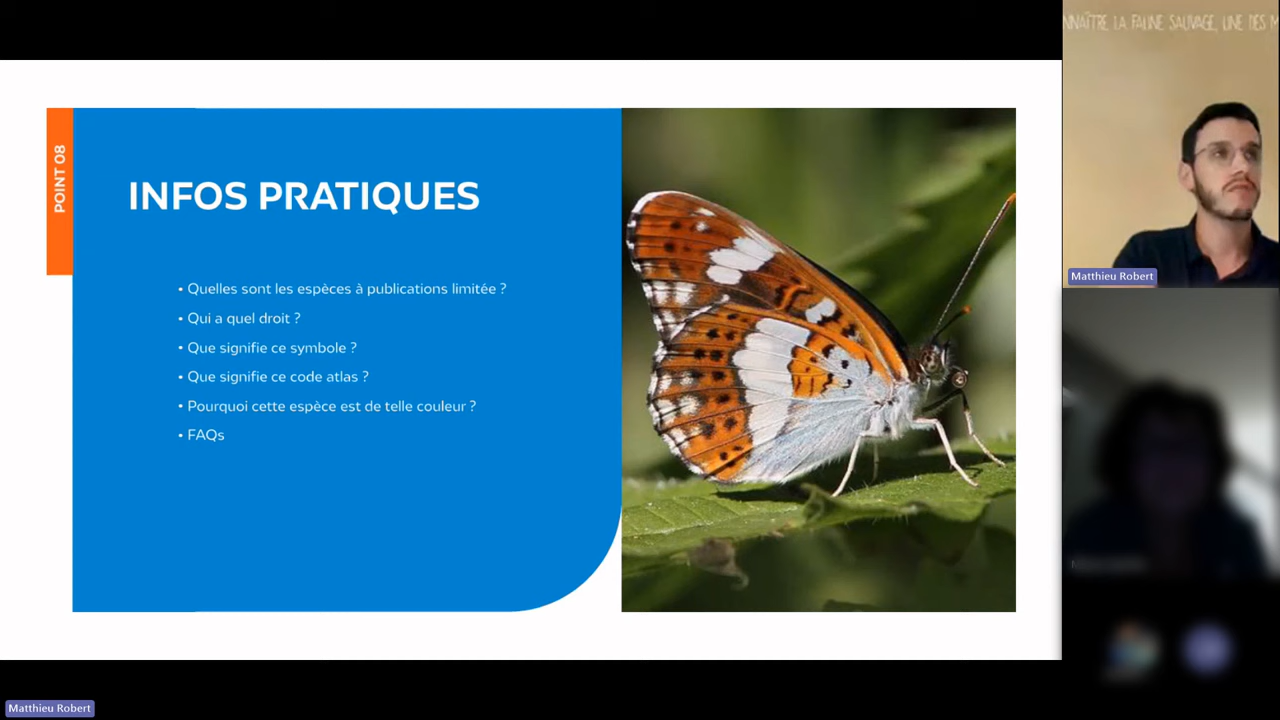 POINT 08
INFOS PRATIQUES
• Quelles sont les espèces à publications limitée ?
• Qui a quel droit ?
• Que signifie ce symbole ?
• Que signifie ce code atlas ?
• Pourquoi cette espèce est de telle couleur ?
• FAQs
NNAÎTRE LA FAUNE SAUVAGE, UNE DES
Matthieu Robert
Matthieu Robert